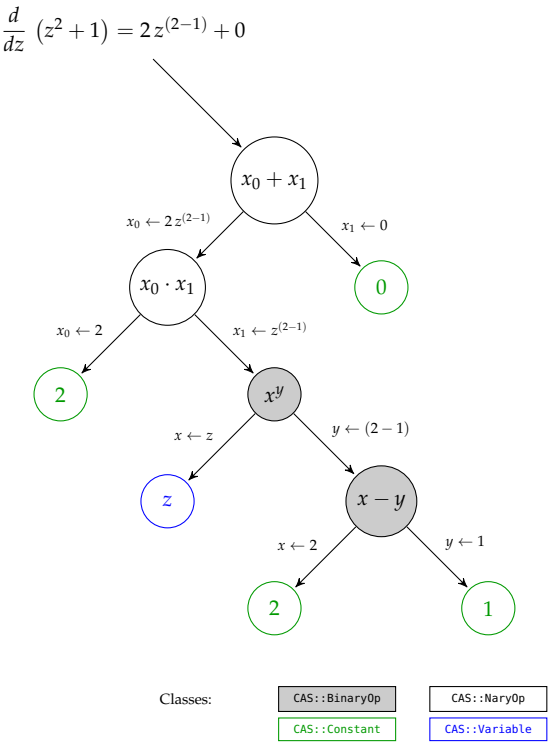 d/dz (z² + 1) = 2 z⁽²⁻¹⁾ + 0
x₀ + x₁
x₀ ← 2 z⁽²⁻¹⁾
x₁ ← 0
x₀ · x₁
0
x₀ ← 2
x₁ ← z⁽²⁻¹⁾
2
xʸ
x ← z
y ← (2 − 1)
z
x − y
x ← 2
y ← 1
2
1
Classes:
CAS::BinaryOp
CAS::NaryOp
CAS::Constant
CAS::Variable